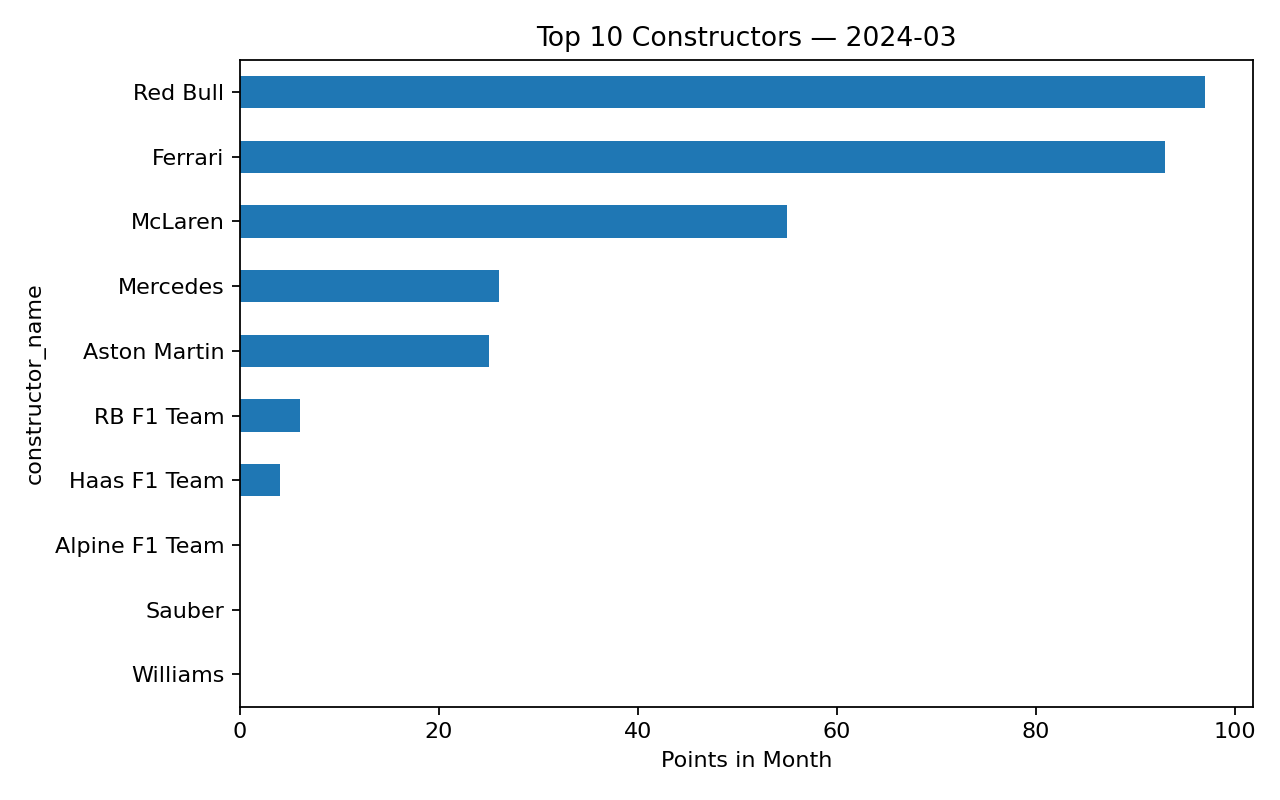 Top 10 Constructors — 2024-03
constructor_name
Red Bull
Ferrari
McLaren
Mercedes
Aston Martin
RB F1 Team
Haas F1 Team
Alpine F1 Team
Sauber
Williams
0 20 40 60 80 100
Points in Month